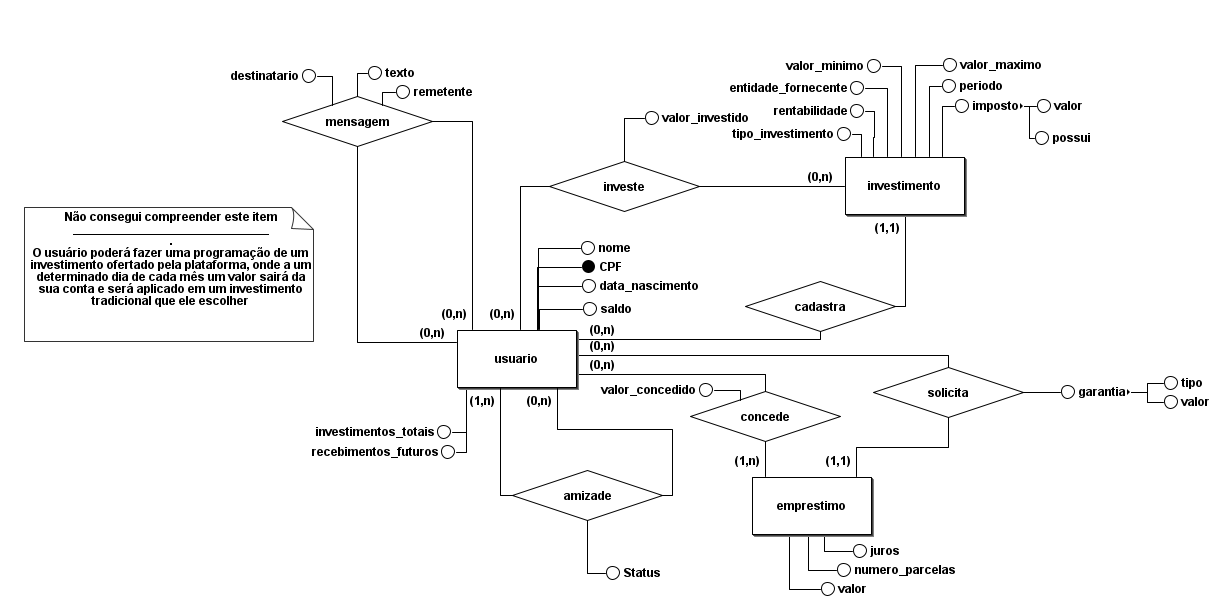 destinatario
texto
remetente
mensagem
valor_minimo
valor_maximo
entidade_fornecente
periodo
rentabilidade
imposto
valor
tipo_investimento
possui
valor_investido
investe
(0,n)
investimento
(1,1)
Não consegui compreender este item
.
O usuário poderá fazer uma programação de um
investimento ofertado pela plataforma, onde a um
determinado dia de cada mês um valor sairá da
sua conta e será aplicado em um investimento
tradicional que ele escolher
nome
CPF
data_nascimento
saldo
cadastra
(0,n)
(0,n)
(0,n)
(0,n)
(0,n)
(0,n)
usuario
valor_concedido
concede
solicita
garantia
tipo
valor
(1,n)
(0,n)
investimentos_totais
recebimentos_futuros
(1,n)
(1,1)
amizade
emprestimo
juros
numero_parcelas
valor
Status